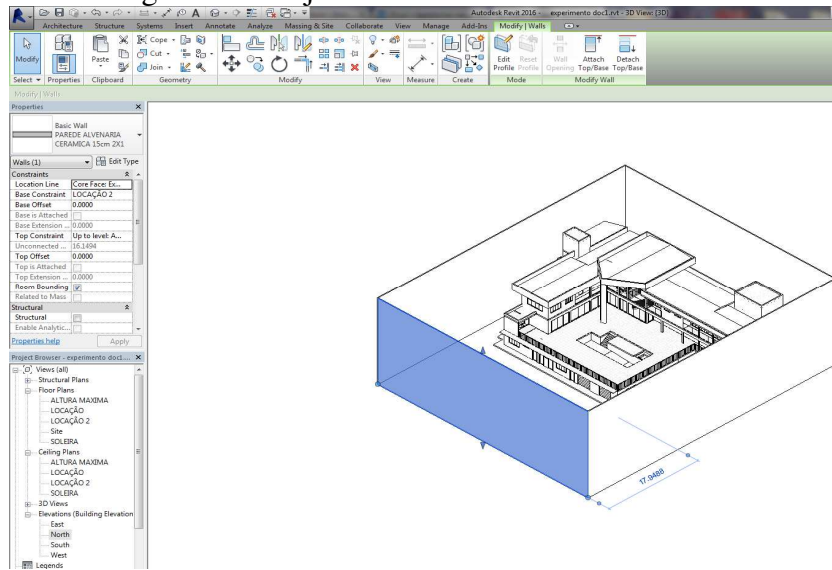 Autodesk Revit 2016 - experimento doc1.rvt - 3D View: {3D}
Architecture Structure Systems Insert Annotate Analyze Massing & Site Collaborate View Manage Add-Ins Modify | Walls
Modify
Paste
Cope
Cut
Join
Edit Profile
Reset Profile
Wall Opening
Attach Top/Base
Detach Top/Base
Select Properties Clipboard Geometry Modify View Measure Create Mode Modify Wall
Modify | Walls
Properties
Basic Wall
PAREDE ALVENARIA
CERAMICA 15cm 2X1
Walls (1) Edit Type
Constraints
Location Line Core Face: Ex...
Base Constraint LOCAÇÃO 2
Base Offset 0.0000
Base is Attached
Base Extension ... 0.0000
Top Constraint Up to level: A...
Unconnected ... 16.1494
Top Offset 0.0000
Top is Attached
Top Extension ... 0.0000
Room Bounding
Related to Mass
Structural
Structural
Enable Analytic...
Properties help Apply
Project Browser - experimento doc1....
Views (all)
Structural Plans
Floor Plans
ALTURA MAXIMA
LOCAÇÃO
LOCAÇÃO 2
Site
SOLEIRA
Ceiling Plans
ALTURA MAXIMA
LOCAÇÃO
LOCAÇÃO 2
SOLEIRA
3D Views
Elevations (Building Elevation
East
North
South
West
Legends
17.9488